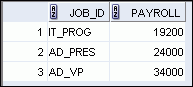 JOB_ID PAYROLL
1 IT_PROG 19200
2 AD_PRES 24000
3 AD_VP 34000